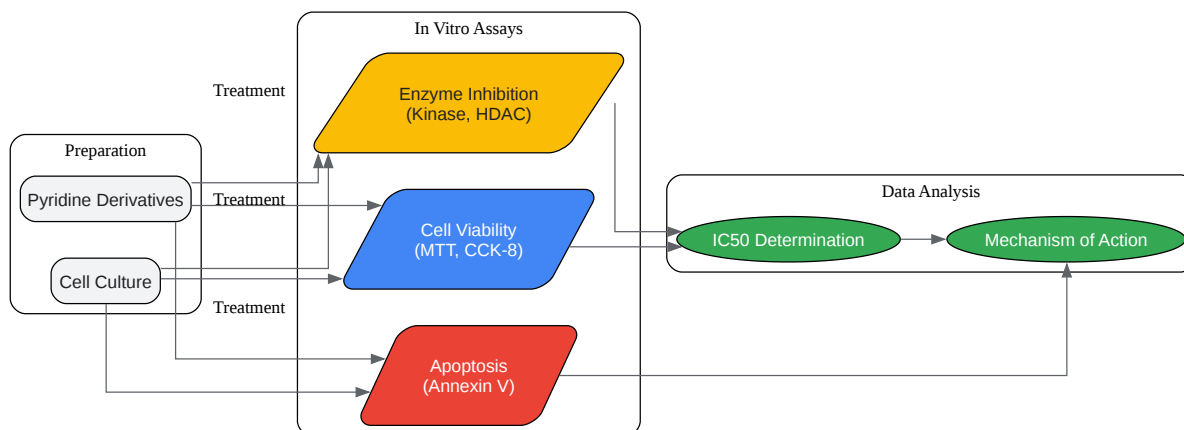 In Vitro Assays
Enzyme Inhibition
(Kinase, HDAC)
Treatment
Preparation
Pyridine Derivatives
Treatment
Cell Viability
(MTT, CCK-8)
Data Analysis
IC50 Determination
Mechanism of Action
Cell Culture
Treatment
Apoptosis
(Annexin V)